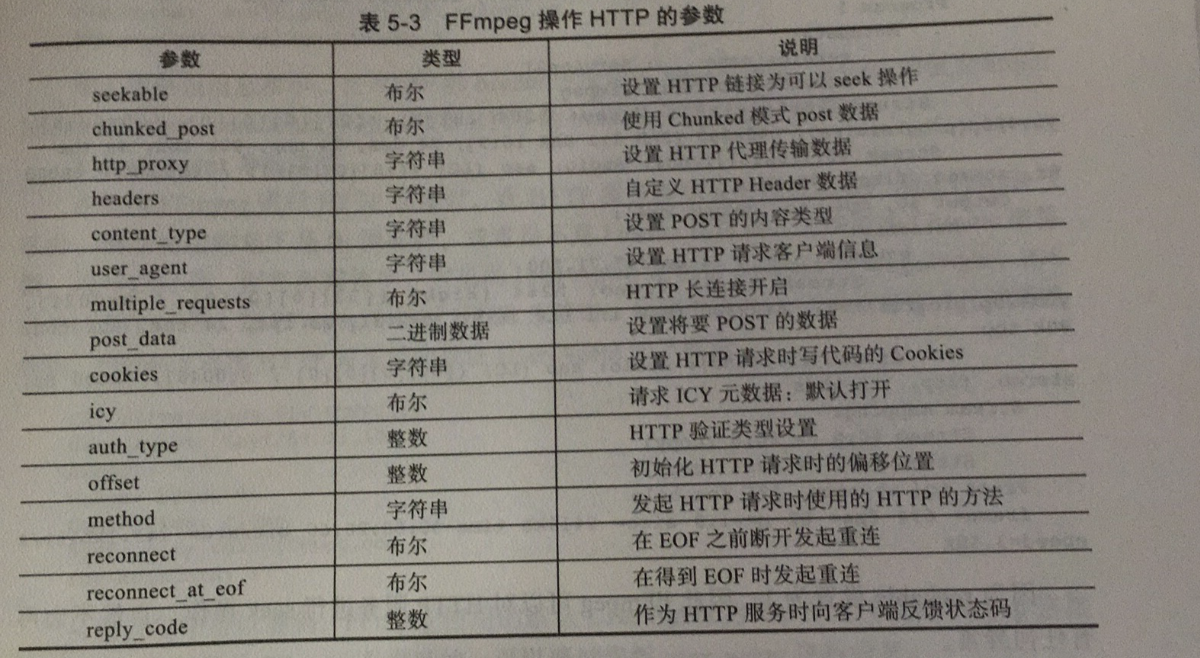 表 5-3 FFmpeg 操作 HTTP 的参数
参数 类型 说明
seekable 布尔 设置 HTTP 链接为可以 seek 操作
chunked_post 布尔 使用 Chunked 模式 post 数据
http_proxy 字符串 设置 HTTP 代理传输数据
headers 字符串 自定义 HTTP Header 数据
content_type 字符串 设置 POST 的内容类型
user_agent 字符串 设置 HTTP 请求客户端信息
multiple_requests 布尔 HTTP 长连接开启
post_data 二进制数据 设置将要 POST 的数据
cookies 字符串 设置 HTTP 请求时写代码的 Cookies
icy 布尔 请求 ICY 元数据：默认打开
auth_type 整数 HTTP 验证类型设置
offset 整数 初始化 HTTP 请求时的偏移位置
method 字符串 发起 HTTP 请求时使用的 HTTP 的方法
reconnect 布尔 在 EOF 之前断开发起重连
reconnect_at_eof 布尔 在得到 EOF 时发起重连
reply_code 整数 作为 HTTP 服务时向客户端反馈状态码